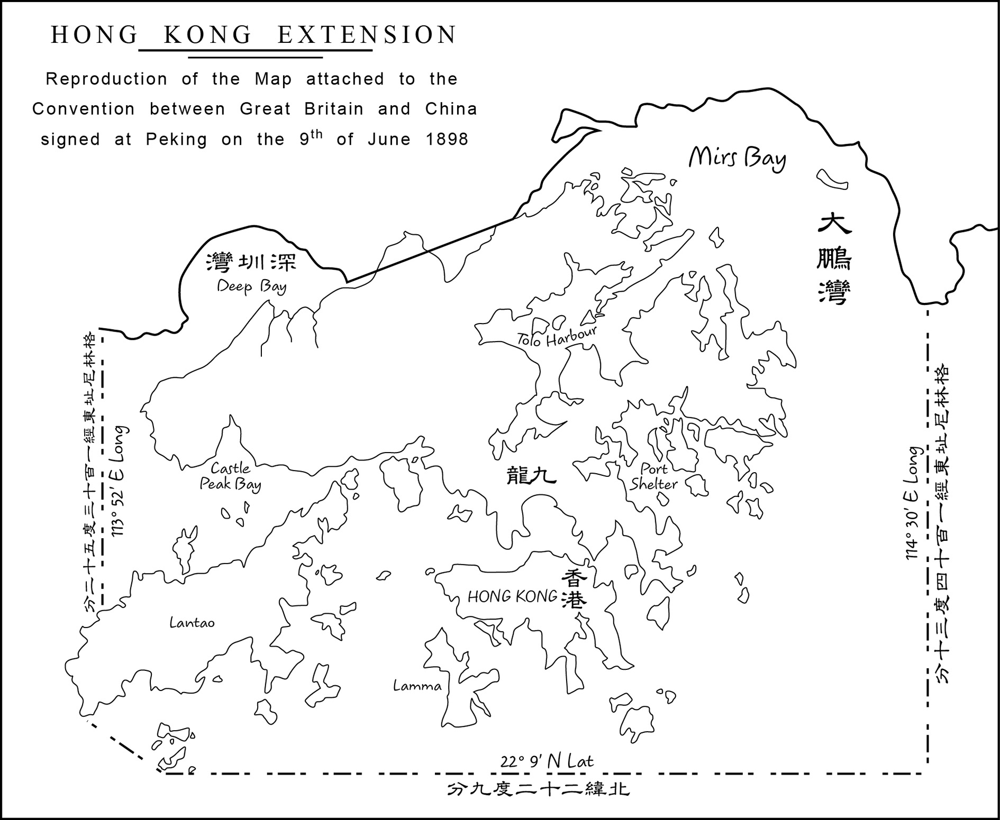 HONG KONG EXTENSION
Reproduction of the Map attached to the
Convention between Great Britain and China
signed at Peking on the 9th of June 1898
Mirs Bay
大鵬灣
灣圳深
Deep Bay
Tolo Harbour
格林尼址東經一百十三度五十二分
113° 52' E Long
格林尼址東經一百十四度三十分
114° 30' E Long
Castle
Peak Bay
龍九
Port
Shelter
HONG KONG
香港
Lantao
Lamma
22° 9' N Lat
分九度二十二緯北